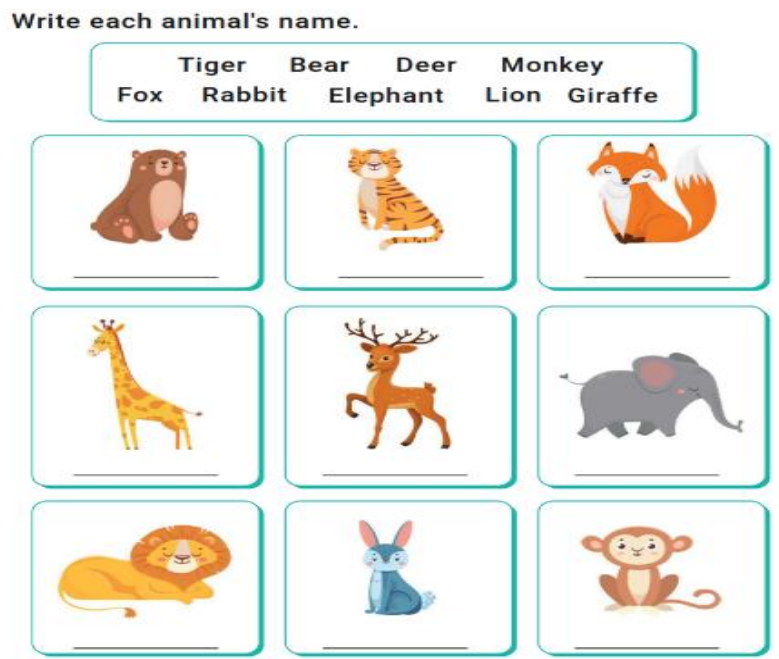 Write each animal's name.
Tiger Bear Deer Monkey
Fox Rabbit Elephant Lion Giraffe